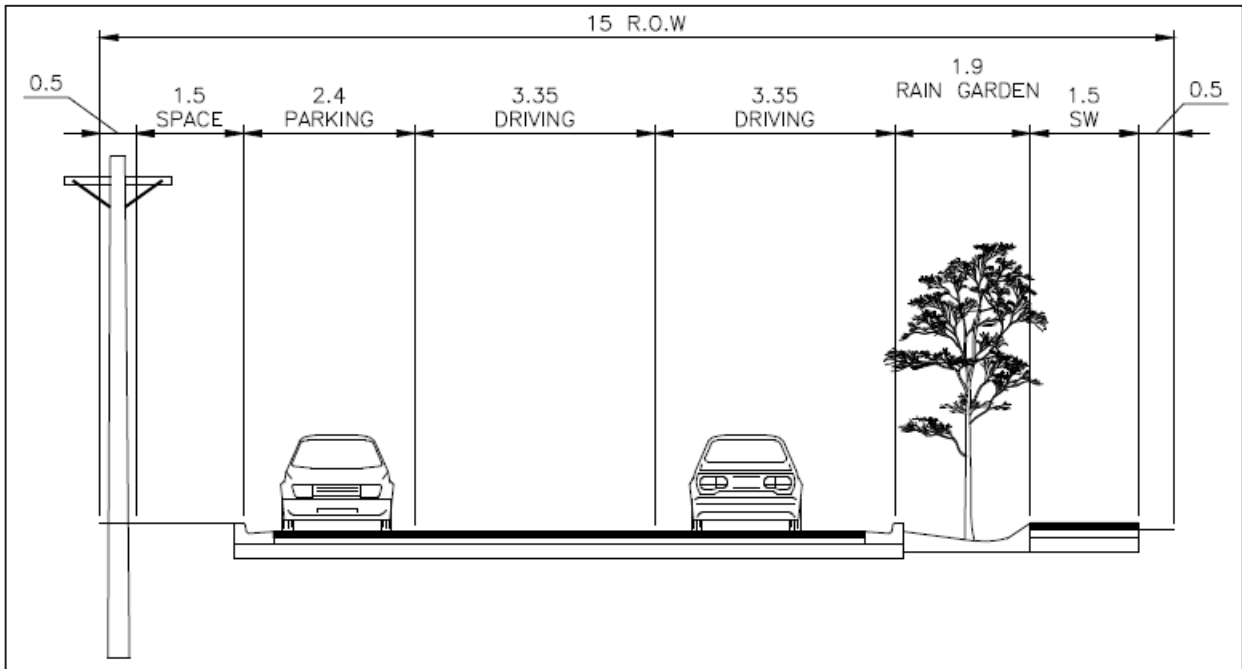 15 R.O.W
0.5
1.5
SPACE
2.4
PARKING
3.35
DRIVING
3.35
DRIVING
1.9
RAIN GARDEN
1.5
SW
0.5